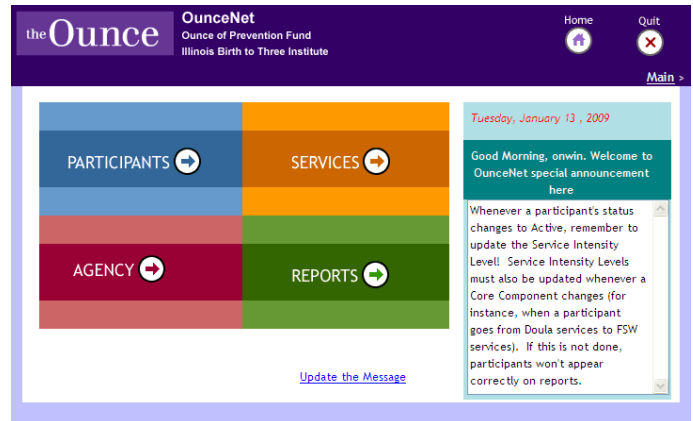 the Ounce
OunceNet
Ounce of Prevention Fund
Illinois Birth to Three Institute
Home
Quit
Main >
PARTICIPANTS
SERVICES
AGENCY
REPORTS
Update the Message
Tuesday, January 13 , 2009
Good Morning, onwin. Welcome to
OunceNet special announcement
here
Whenever a participant's status
changes to Active, remember to
update the Service Intensity
Level! Service Intensity Levels
must also be updated whenever a
Core Component changes (for
instance, when a participant
goes from Doula services to FSW
services). If this is not done,
participants won't appear
correctly on reports.